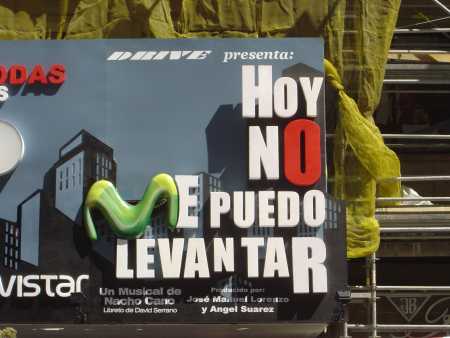 DRIVE presenta:
ODAS
S
HOY
NO
ME PUEDO
LEVANTAR
vistar
Un Musical de
Nacho Cano
Libreto de David Serrano
Producido por:
José Manuel Lorenzo
y Angel Suarez